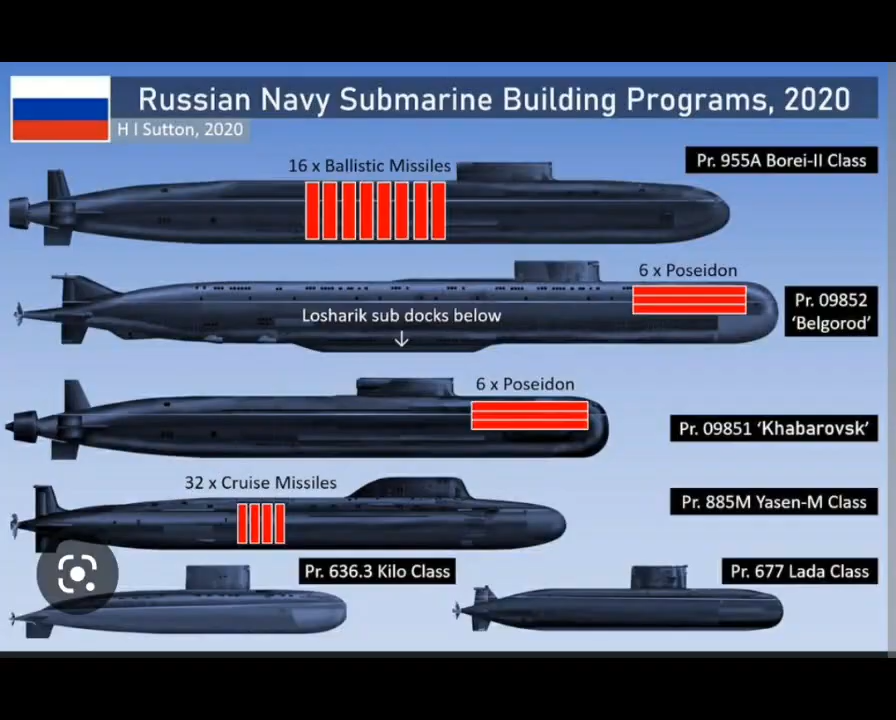 Russian Navy Submarine Building Programs, 2020
H I Sutton, 2020
16 x Ballistic Missiles
Pr. 955A Borei-II Class
6 x Poseidon
Pr. 09852
'Belgorod'
Losharik sub docks below
6 x Poseidon
Pr. 09851 'Khabarovsk'
32 x Cruise Missiles
Pr. 885M Yasen-M Class
Pr. 636.3 Kilo Class
Pr. 677 Lada Class